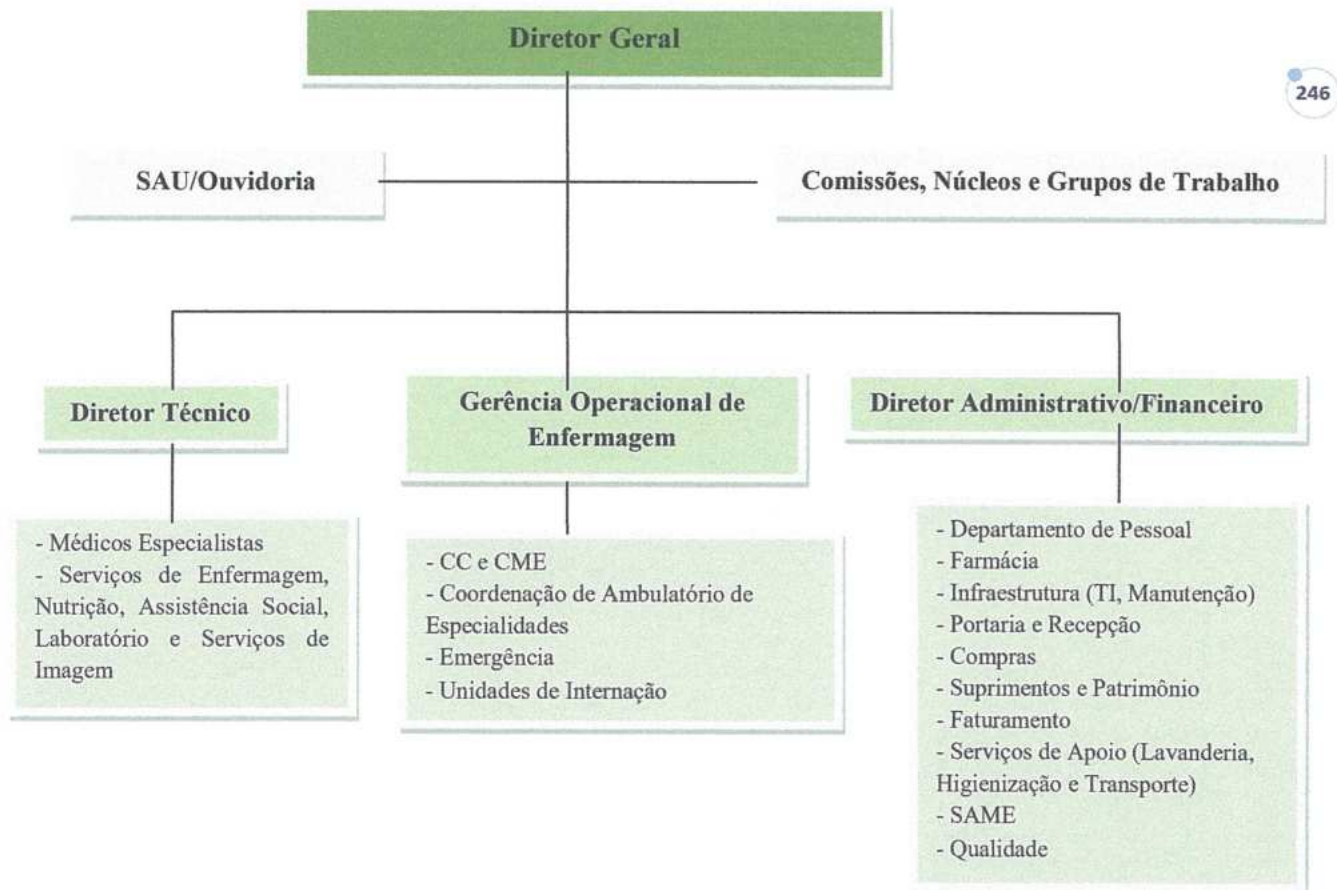 Diretor Geral
246
SAU/Ouvidoria
Comissões, Núcleos e Grupos de Trabalho
Diretor Técnico
Gerência Operacional de
Enfermagem
Diretor Administrativo/Financeiro
- Médicos Especialistas
- Serviços de Enfermagem,
Nutrição, Assistência Social,
Laboratório e Serviços de
Imagem
- CC e CME
- Coordenação de Ambulatório de
Especialidades
- Emergência
- Unidades de Internação
- Departamento de Pessoal
- Farmácia
- Infraestrutura (TI, Manutenção)
- Portaria e Recepção
- Compras
- Suprimentos e Patrimônio
- Faturamento
- Serviços de Apoio (Lavanderia,
Higienização e Transporte)
- SAME
- Qualidade